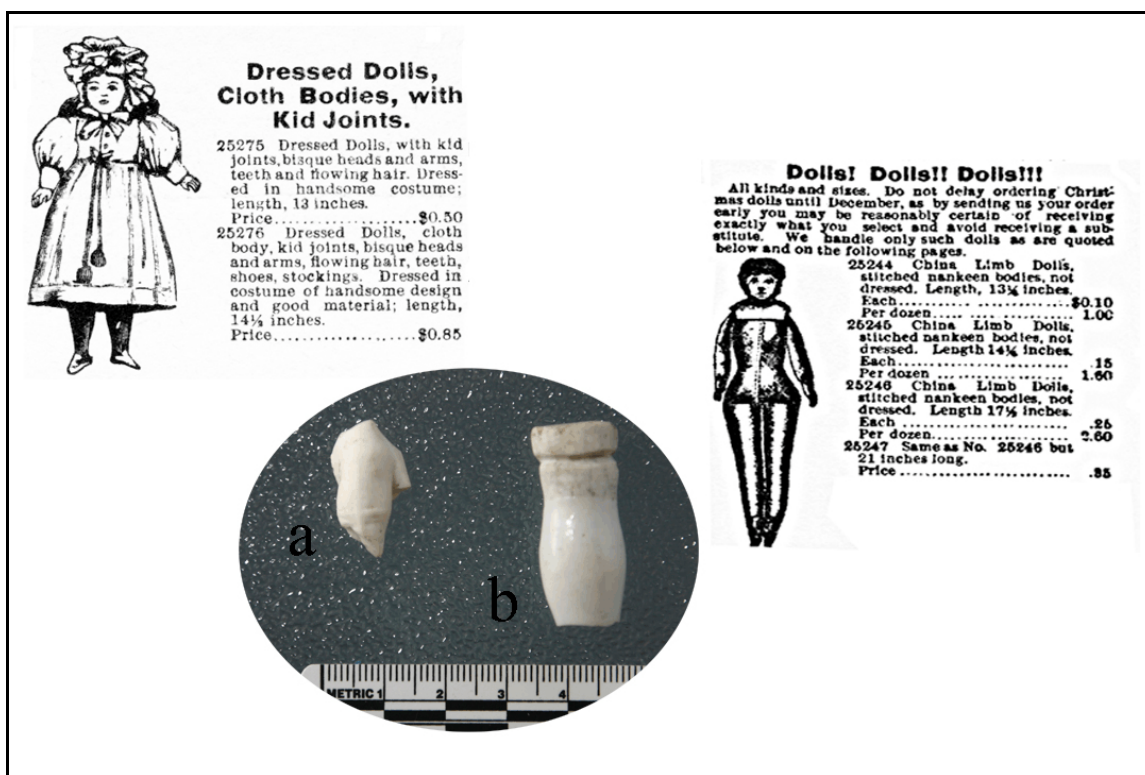 Dressed Dolls,
Cloth Bodies, with
Kid Joints.
25275 Dressed Dolls, with kid
joints, bisque heads and arms,
teeth and flowing hair. Dress-
ed in handsome costume;
length, 13 inches.
Price....................$0.50
25276 Dressed Dolls, cloth
body, kid joints, bisque heads
and arms, flowing hair, teeth,
shoes, stockings. Dressed in
costume of handsome design
and good material; length,
14½ inches.
Price....................$0.85
Dolls! Dolls!! Dolls!!!
All kinds and sizes. Do not delay ordering Christ-
mas dolls until December, as by sending us your order
early you may be reasonably certain of receiving
exactly what you select and avoid receiving a sub-
stitute. We handle only such dolls as are quoted
below and on the following pages.
25244 China Limb Dolls,
stitched nankeen bodies, not
dressed. Length, 13¼ inches.
Each....................$0.10
Per dozen.................... 1.00
25245 China Limb Dolls,
stitched nankeen bodies, not
dressed. Length 14¼ inches.
Each.................... .15
Per dozen.................... 1.60
25246 China Limb Dolls,
stitched nankeen bodies, not
dressed. Length 17½ inches.
Each.................... .25
Per dozen.................... 2.60
25247 Same as No. 25246 but
21 inches long.
Price.................... .35
a
b
METRIC 1 2 3 4